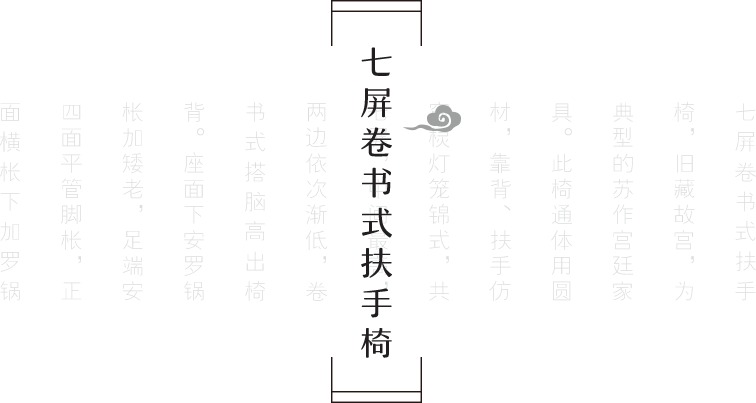 七屏卷书式扶手椅
七屏卷书式扶手
椅，旧藏故宫，为
典型的苏作宫廷家
具。此椅通体用圆
材，靠背、扶手仿
棂灯笼锦式，共
两边依次渐低，卷
书式搭脑高出椅
背。座面下安罗锅
枨加矮老，足端安
四面平管脚枨，正
面横枨下加罗锅